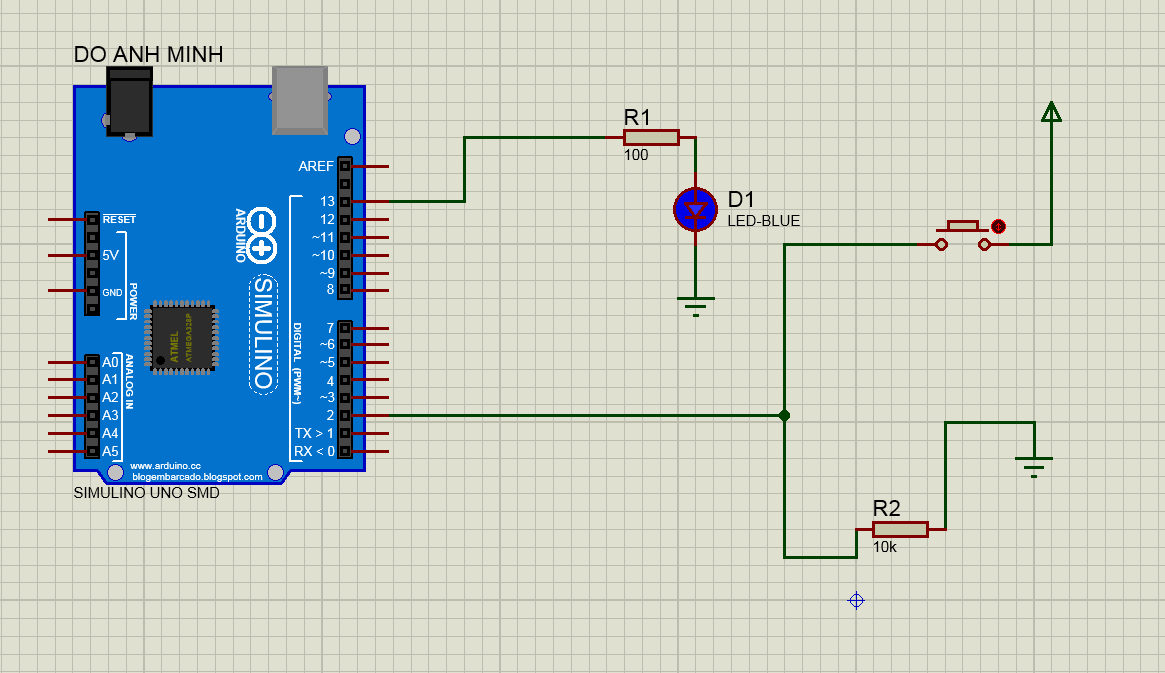 DO ANH MINH
AREF
13
12
~11
~10
~9
8
7
~6
~5
4
~3
2
TX > 1
RX < 0
RESET
5V
GND
POWER
A0
A1
A2
A3
A4
A5
ANALOG IN
ATMEL
ATMEGA328P
ARDUINO
SIMULINO
DIGITAL (PWM~)
www.arduino.cc
blogembarcado.blogspot.com
SIMULINO UNO SMD
R1
100
D1
LED-BLUE
R2
10k